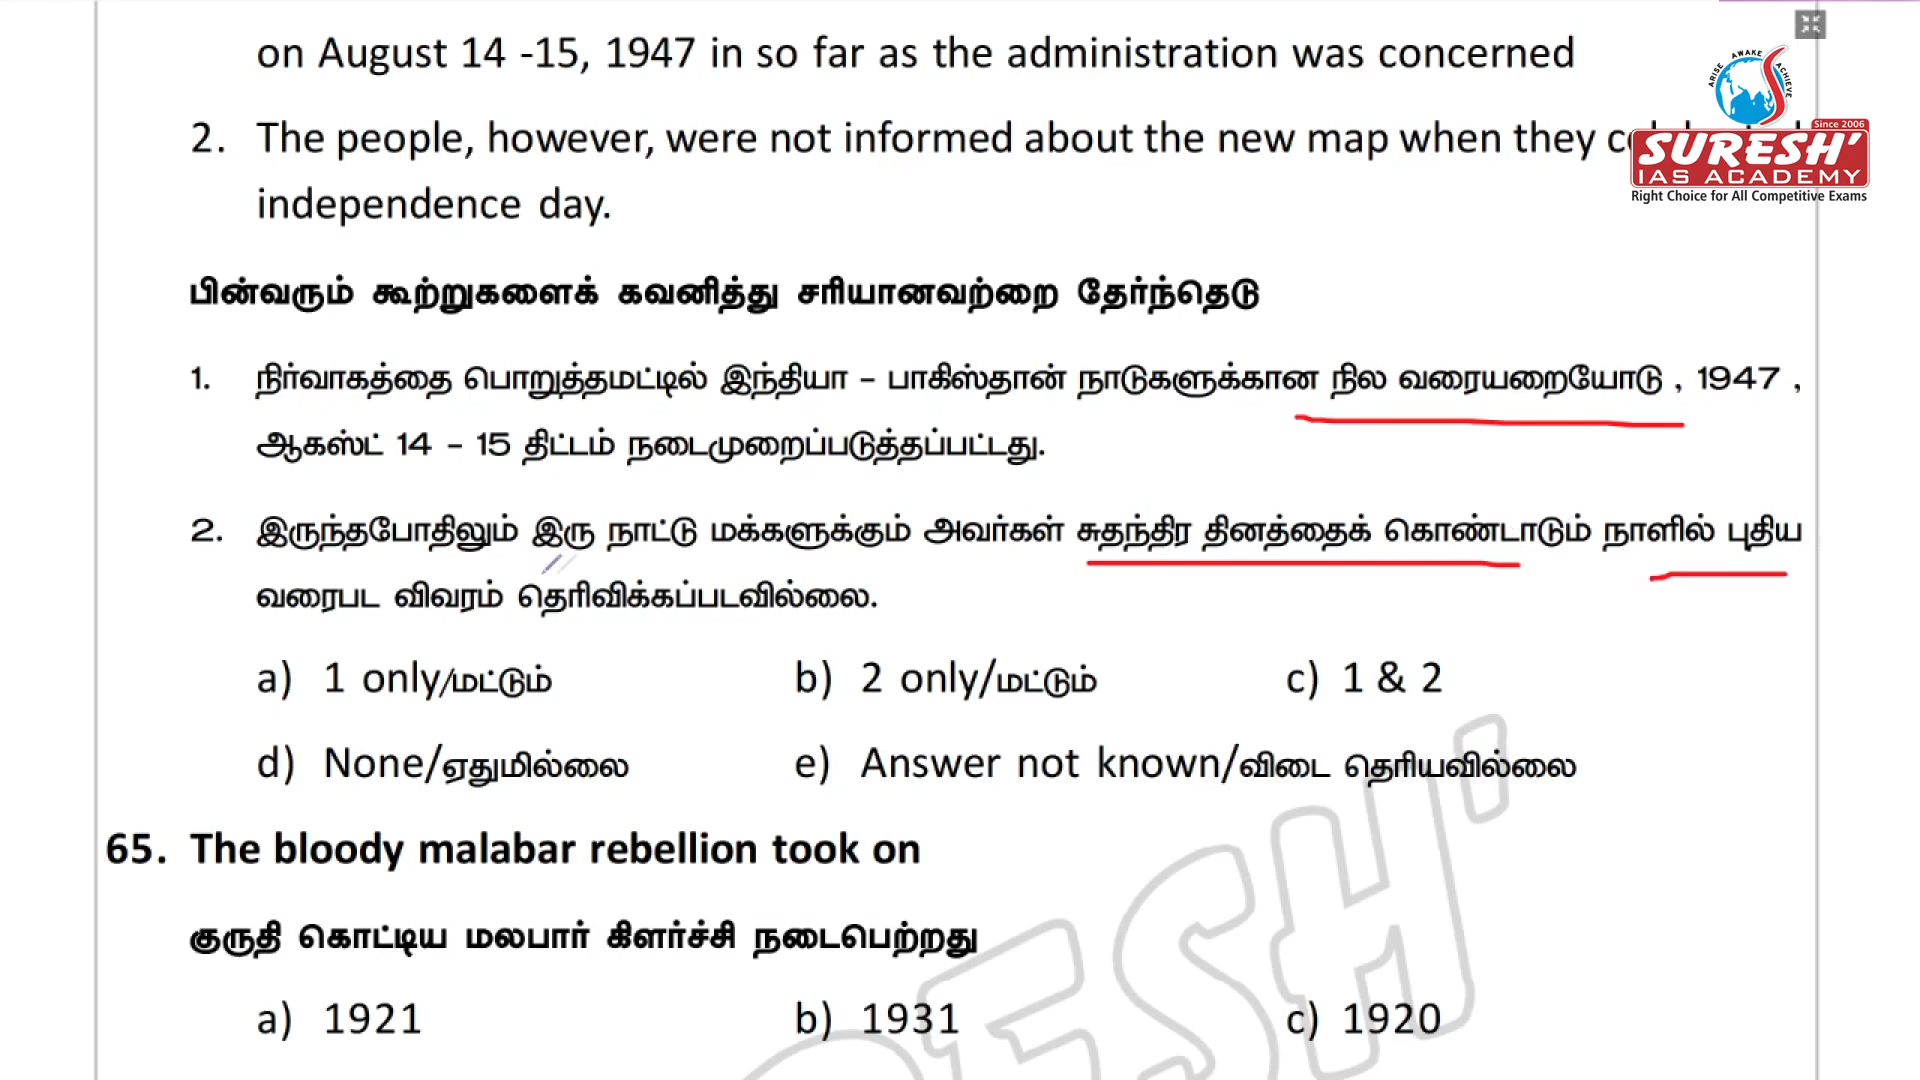 on August 14 -15, 1947 in so far as the administration was concerned
2. The people, however, were not informed about the new map when they
independence day.
ARISE AWAKE ACHIEVE
Since 2006
SURESH'
IAS ACADEMY
Right Choice for All Competitive Exams
பின்வரும் கூற்றுகளைக் கவனித்து சரியானவற்றை தேர்ந்தெடு
1. நிர்வாகத்தை பொறுத்தமட்டில் இந்தியா – பாகிஸ்தான் நாடுகளுக்கான நில வரையறையோடு , 1947 ,
ஆகஸ்ட் 14 – 15 திட்டம் நடைமுறைப்படுத்தப்பட்டது.
2. இருந்தபோதிலும் இரு நாட்டு மக்களுக்கும் அவர்கள் சுதந்திர தினத்தைக் கொண்டாடும் நாளில் புதிய
வரைபட விவரம் தெரிவிக்கப்படவில்லை.
a) 1 only/மட்டும் b) 2 only/மட்டும் c) 1 & 2
d) None/ஏதுமில்லை e) Answer not known/விடை தெரியவில்லை
65. The bloody malabar rebellion took on
குருதி கொட்டிய மலபார் கிளர்ச்சி நடைபெற்றது
a) 1921 b) 1931 c) 1920